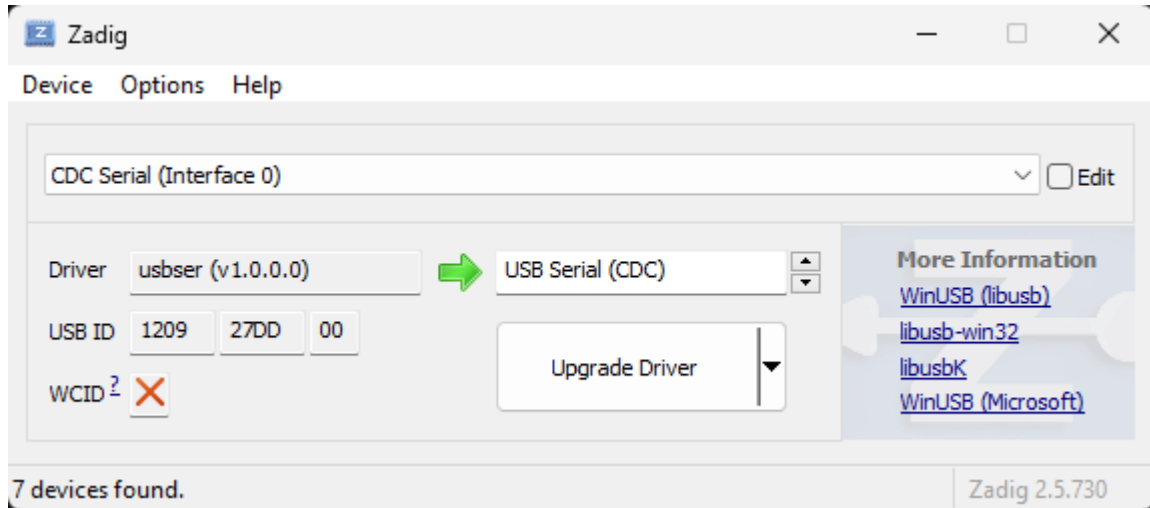 Zadig
Device Options Help
CDC Serial (Interface 0)
Edit
Driver usbser (v1.0.0.0) USB Serial (CDC)
USB ID 1209 27DD 00
WCID ?
Upgrade Driver
More Information
WinUSB (libusb)
libusb-win32
libusbK
WinUSB (Microsoft)
7 devices found.
Zadig 2.5.730